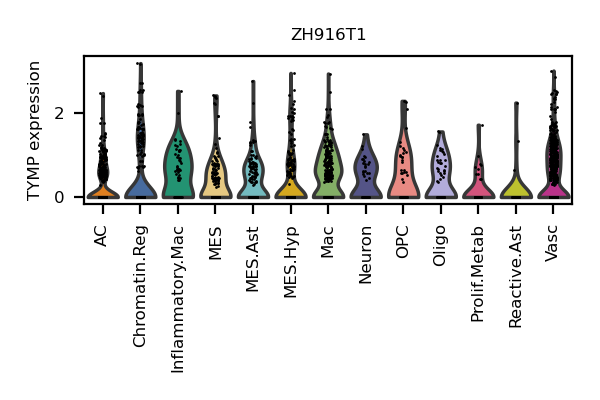 ZH916T1
TYMP expression
2
0
AC
Chromatin.Reg
Inflammatory.Mac
MES
MES.Ast
MES.Hyp
Mac
Neuron
OPC
Oligo
Prolif.Metab
Reactive.Ast
Vasc